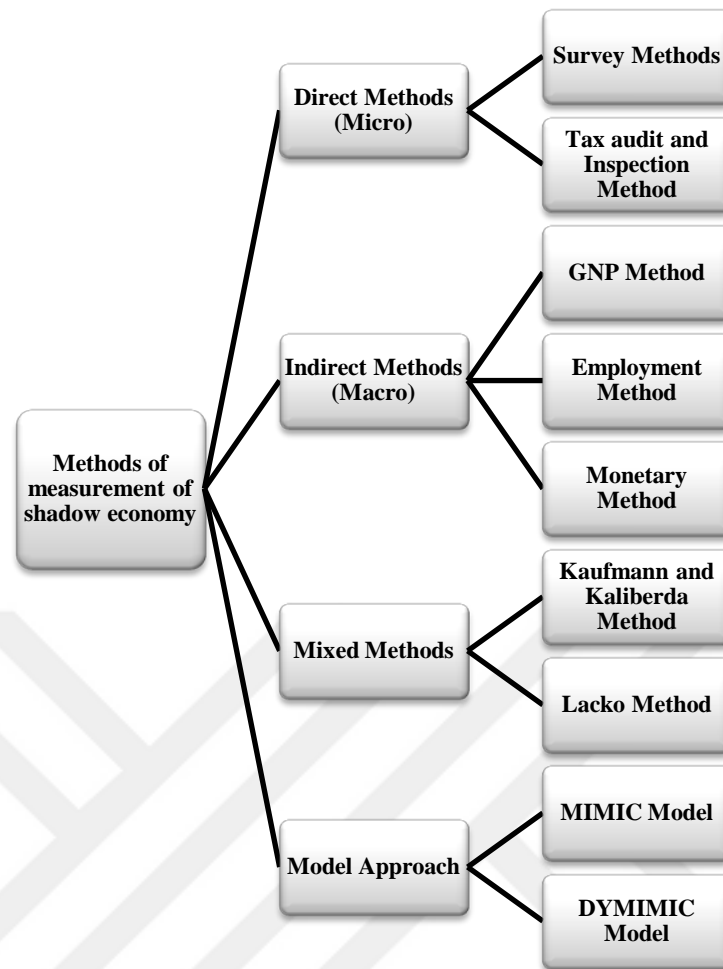 Methods of
measurement of
shadow economy
Direct Methods
(Micro)
Survey Methods
Tax audit and
Inspection
Method
Indirect Methods
(Macro)
GNP Method
Employment
Method
Monetary
Method
Mixed Methods
Kaufmann and
Kaliberda
Method
Lacko Method
Model Approach
MIMIC Model
DYMIMIC
Model